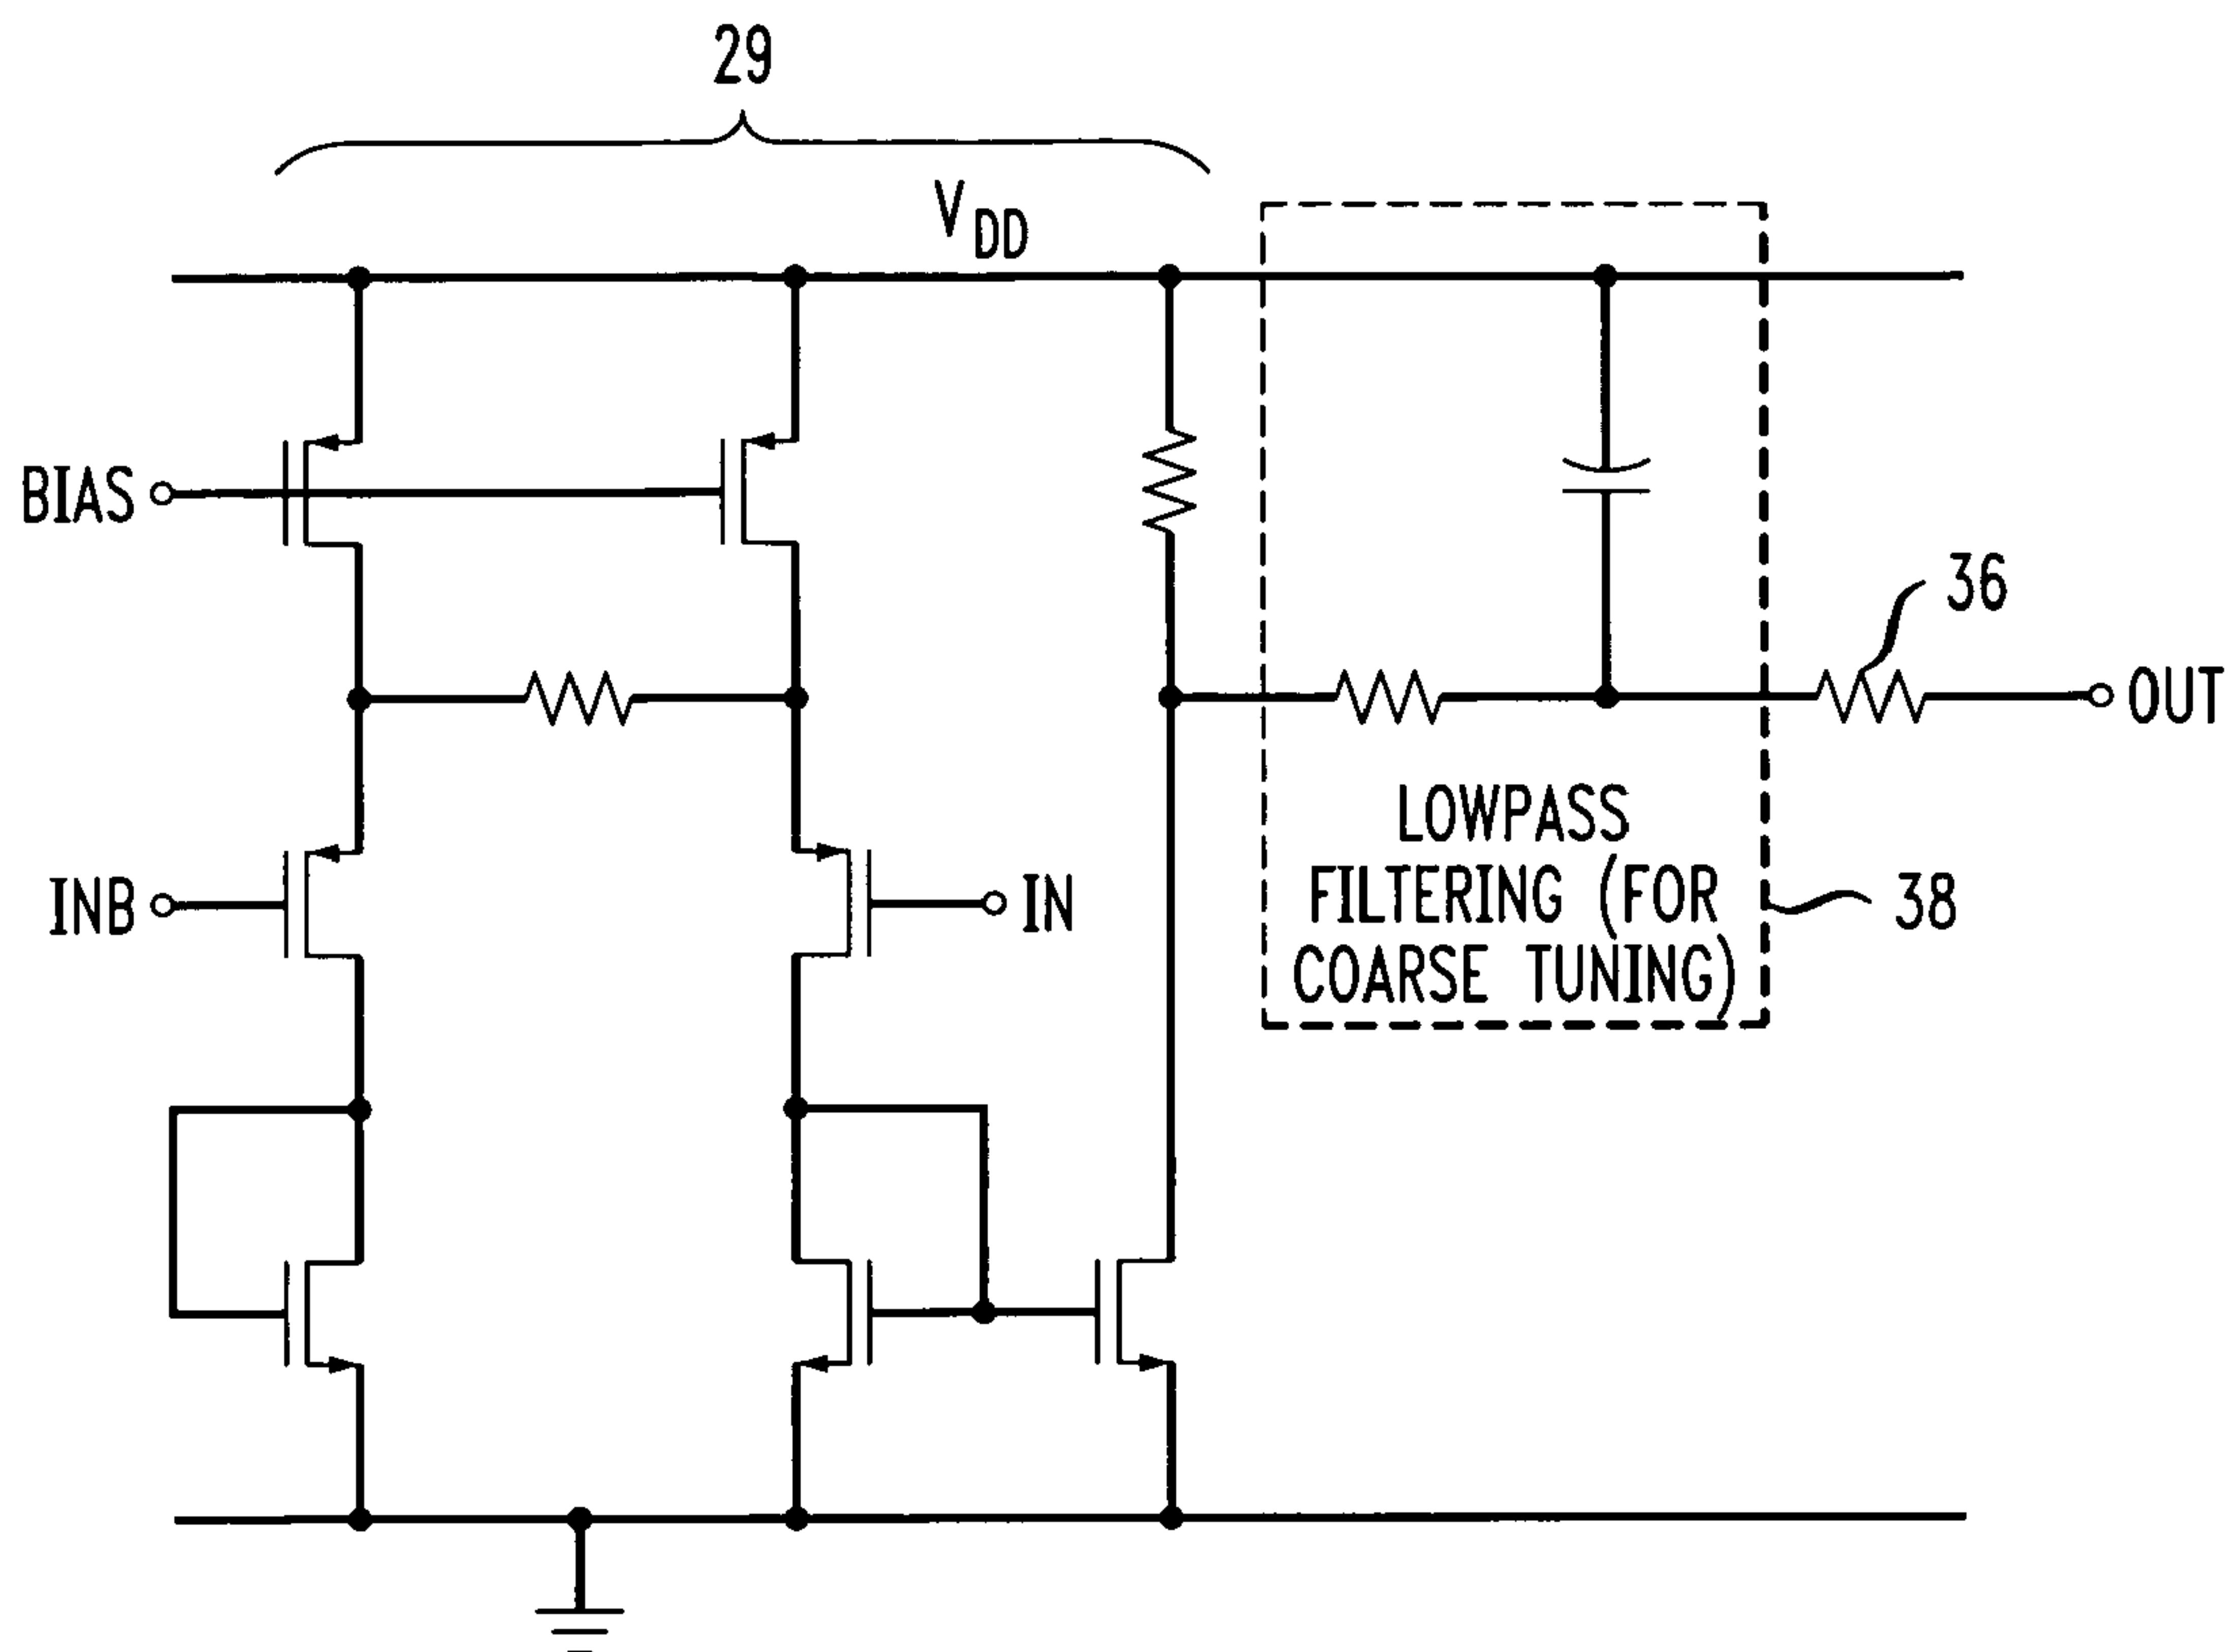 29
VDD
BIAS
36
OUT
LOWPASS
FILTERING (FOR
COARSE TUNING)
INB
IN
38